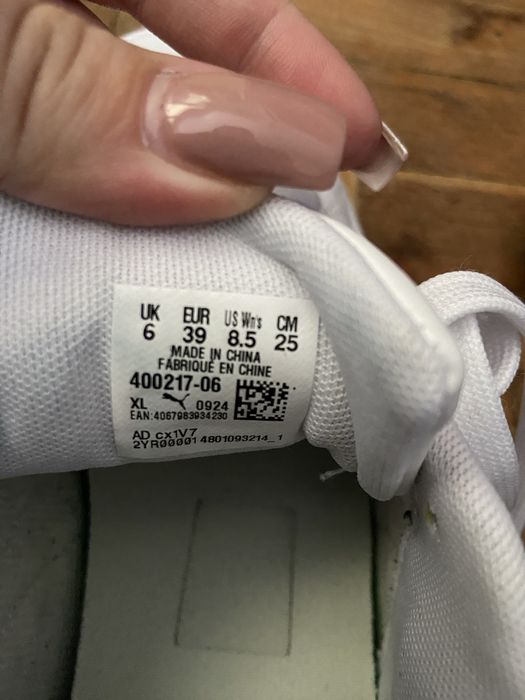 UK EUR US Wn's CM
6 39 8.5 25
MADE IN CHINA
FABRIQUÉ EN CHINE
400217-06
XL 0924
EAN:4067983934230
AD cx1V7
2YR00001 4801093214_1